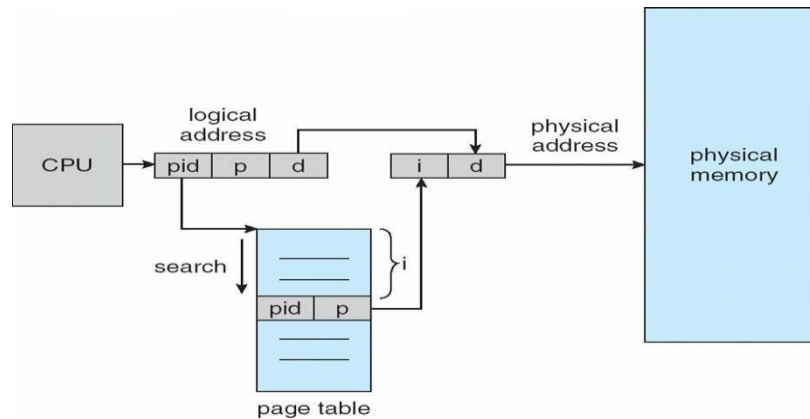 logical
address
physical
address
CPU
pid p d
i d
physical
memory
search
i
pid p
page table